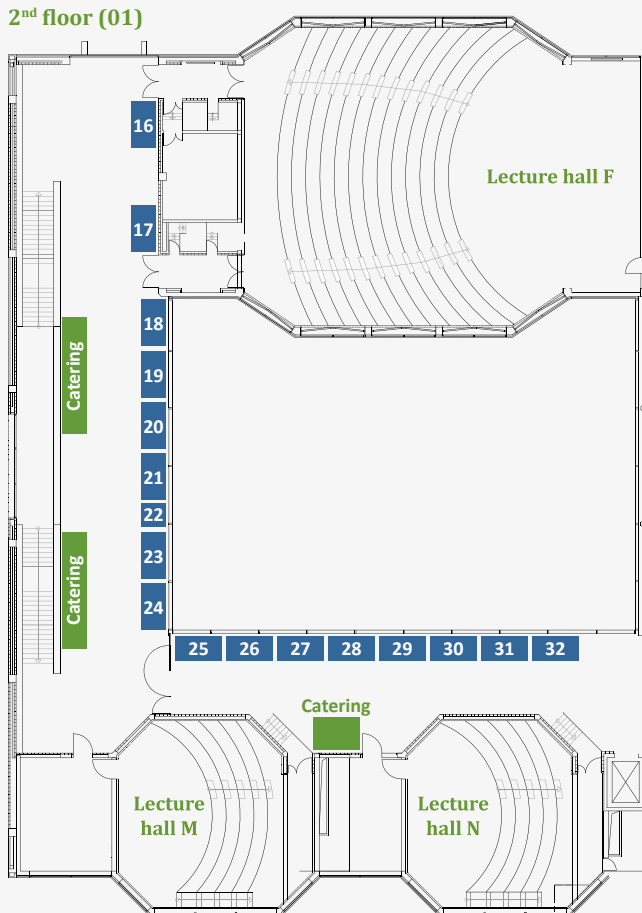 2nd floor (01)
16
Lecture hall F
17
18
Catering
19
20
21
22
Catering
23
24
25 26 27 28 29 30 31 32
Catering
Lecture
hall M
Lecture
hall N